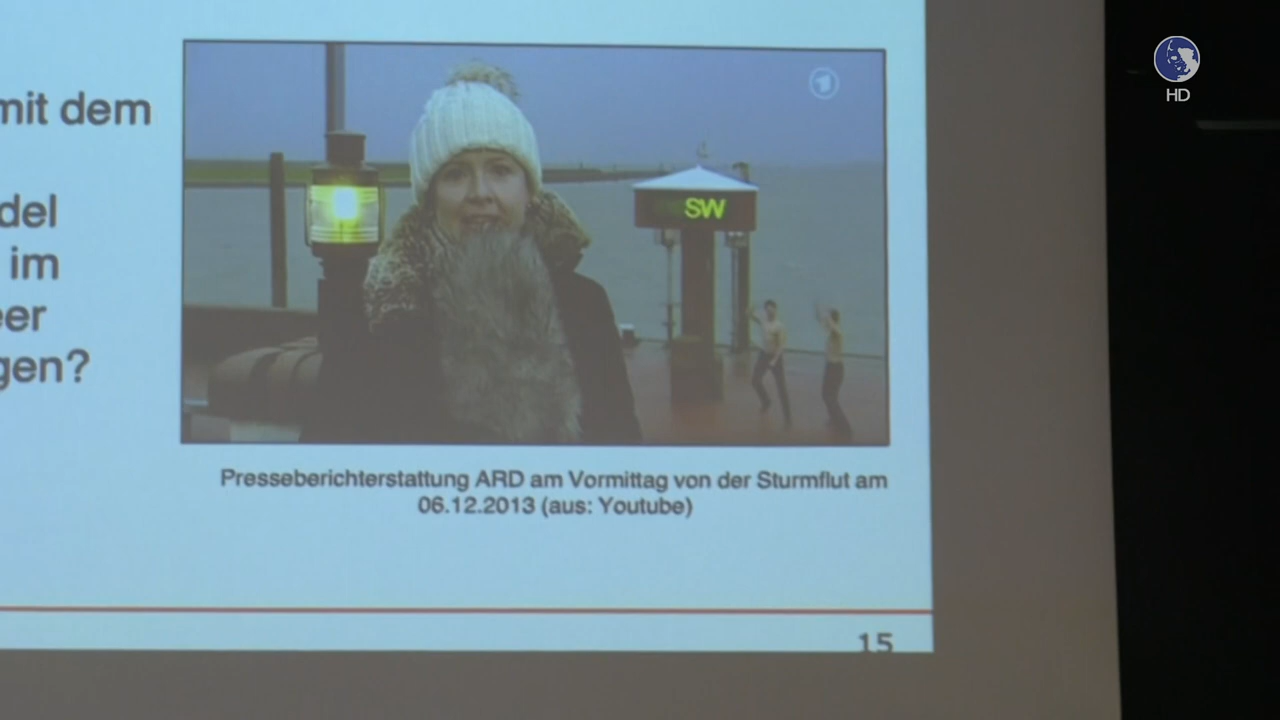 mit dem
del
im
eer
gen?
SW
Presseberichterstattung ARD am Vormittag von der Sturmflut am
06.12.2013 (aus: Youtube)
15
HD